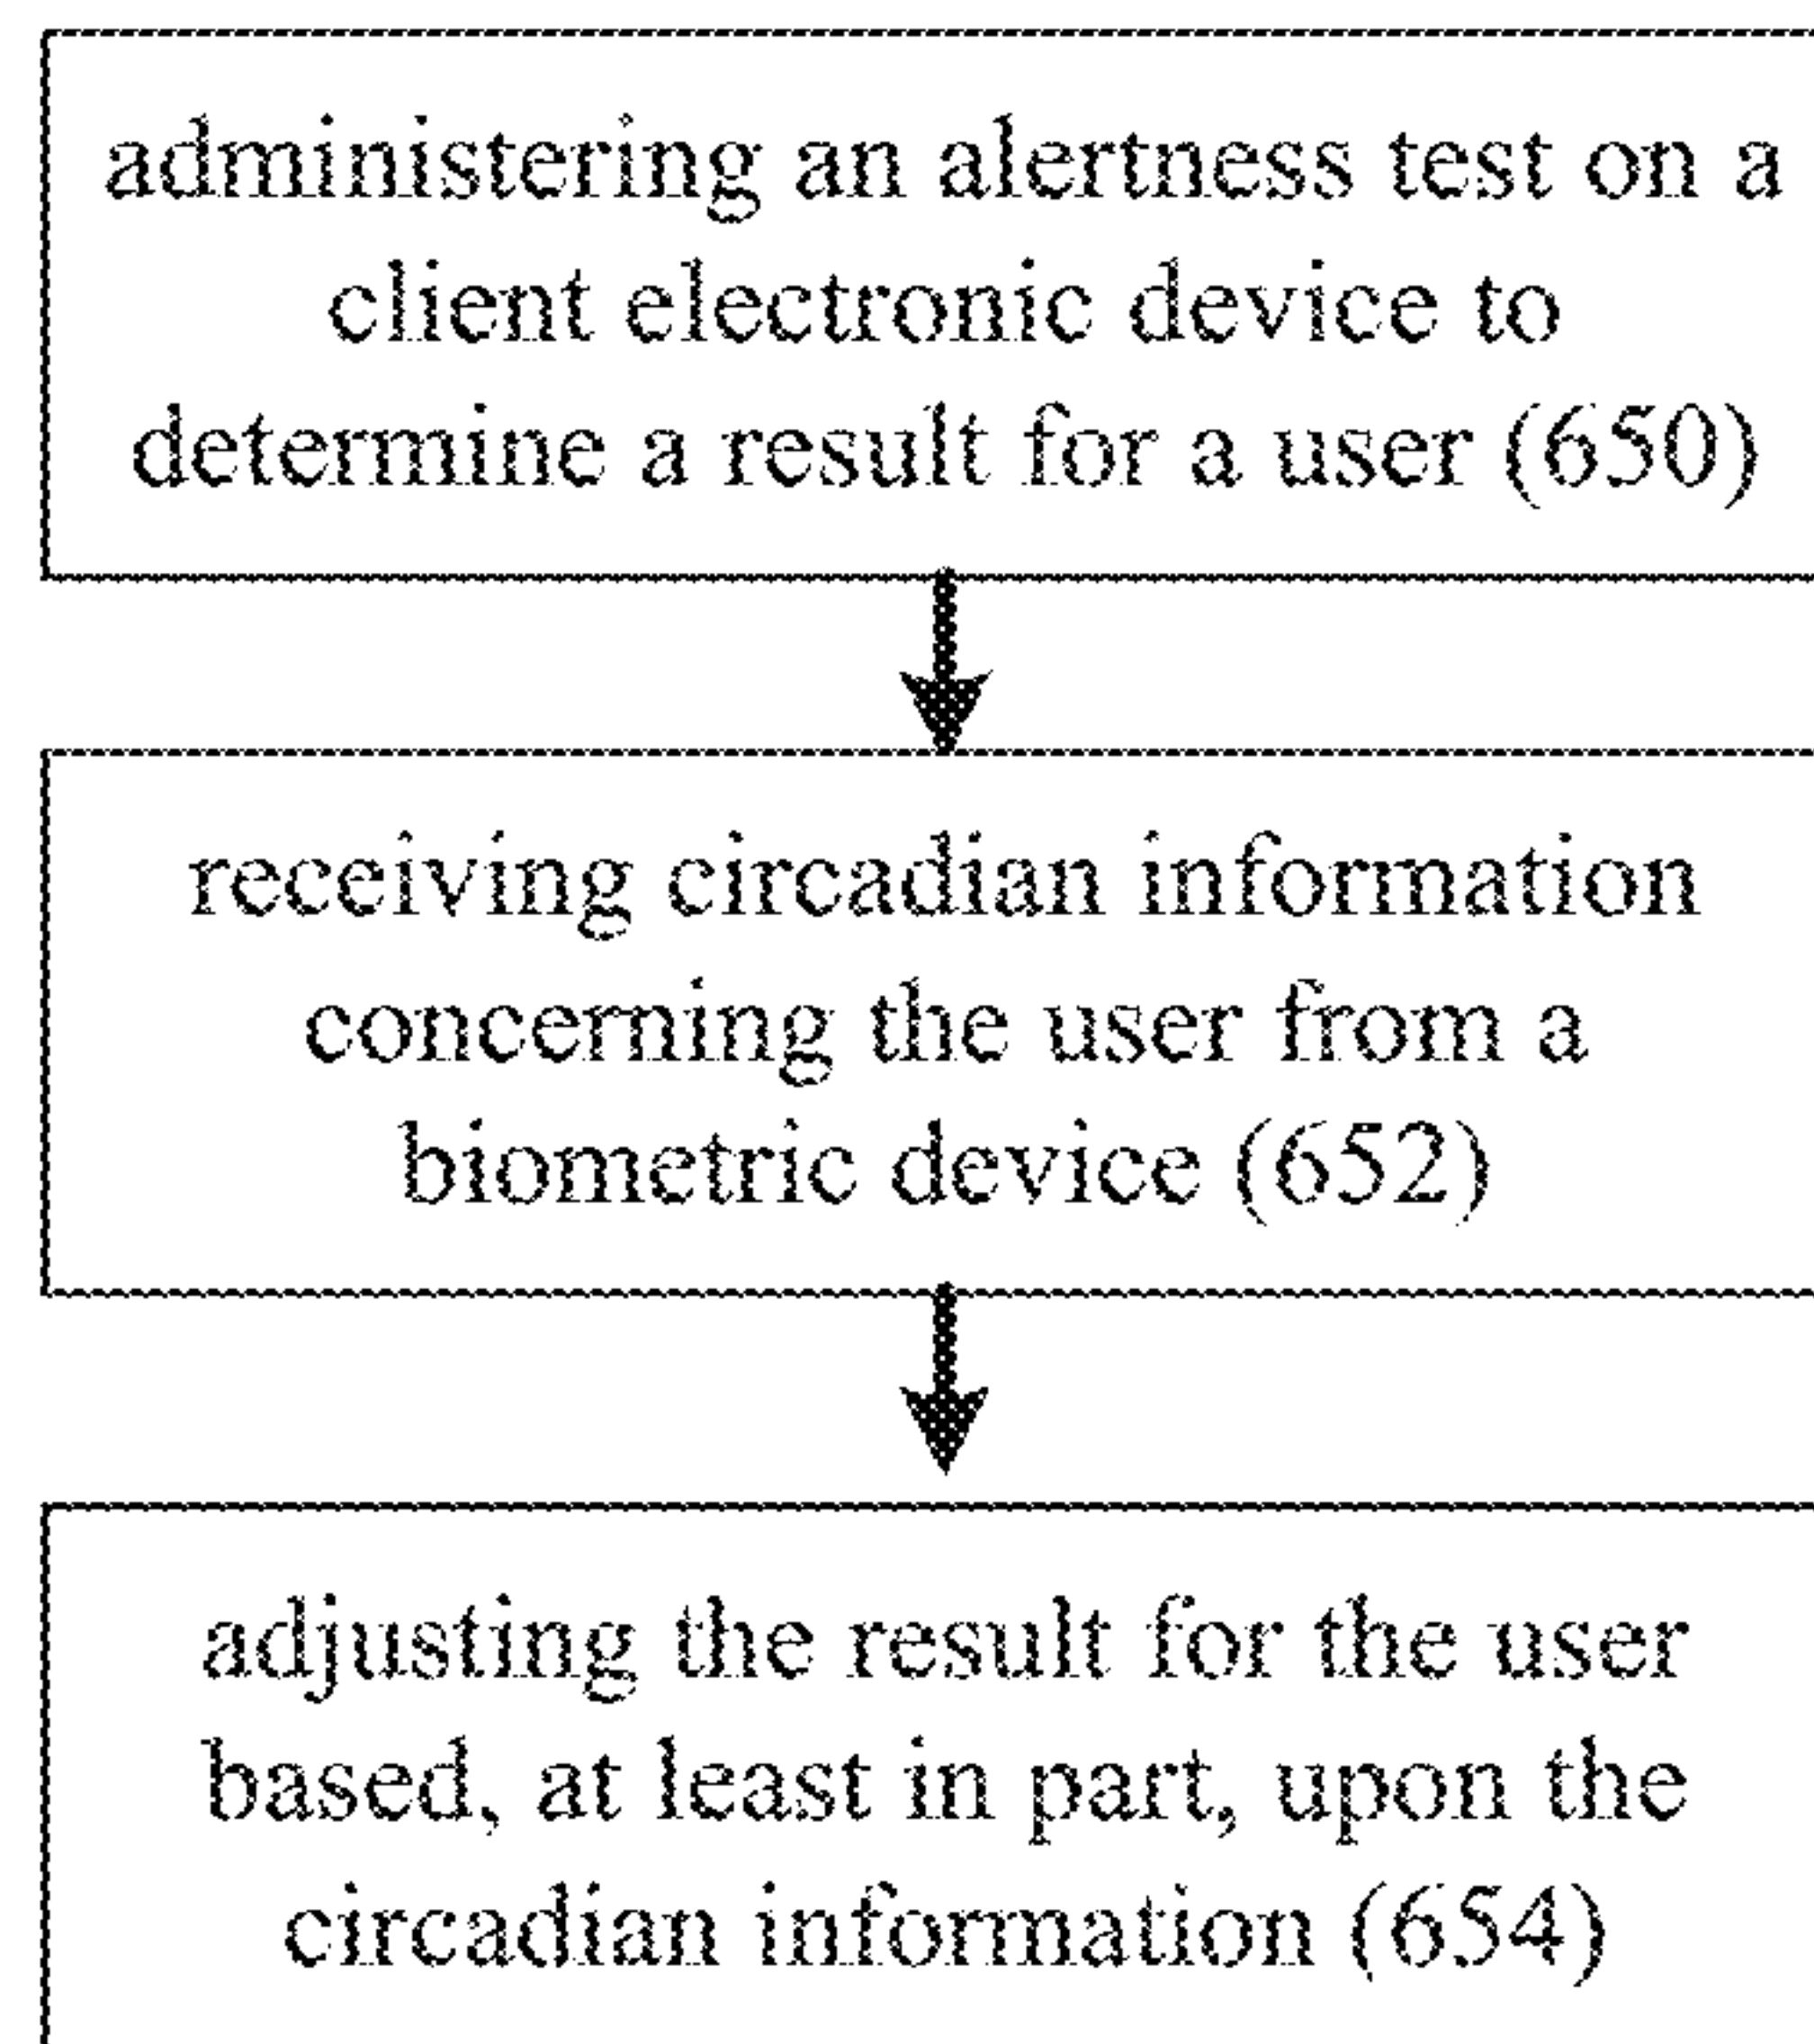 administering an alertness test on a
client electronic device to
determine a result for a user (650)
receiving circadian information
concerning the user from a
biometric device (652)
adjusting the result for the user
based, at least in part, upon the
circadian information (654)